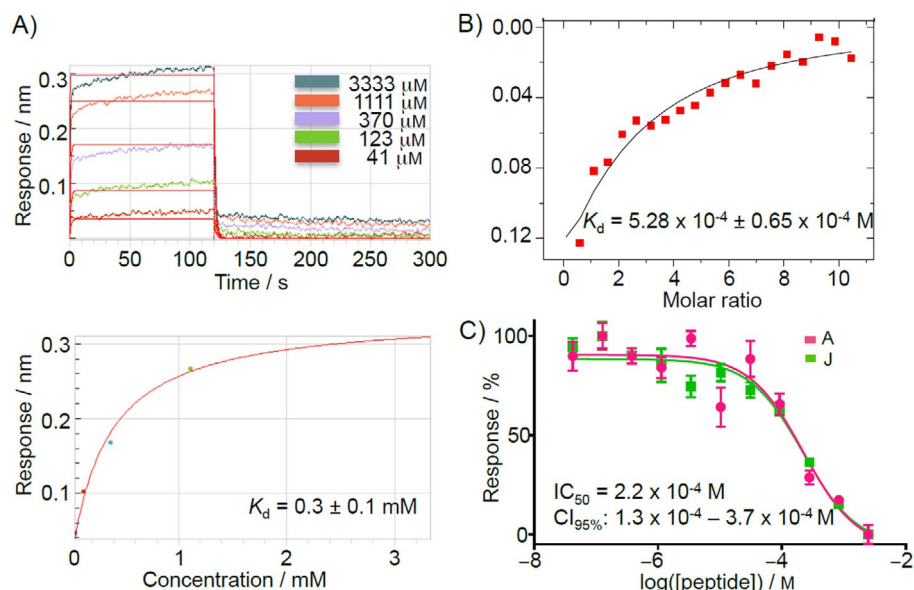 A)
Response / nm
0.3
0.2
0.1
0
3333 μM
1111 μM
370 μM
123 μM
41 μM
0 50 100 150 200 250 300
Time / s
B)
0.00
0.04
0.08
0.12
Kd = 5.28 x 10⁻⁴ ± 0.65 x 10⁻⁴ M
0 2 4 6 8 10
Molar ratio
Response / nm
0.3
0.2
0.1
Kd = 0.3 ± 0.1 mM
0 1 2 3
Concentration / mM
C)
Response / %
100
50
0
A
J
IC50 = 2.2 x 10⁻⁴ M
CI95%: 1.3 x 10⁻⁴ – 3.7 x 10⁻⁴ M
−8 −6 −4 −2
log([peptide]) / M